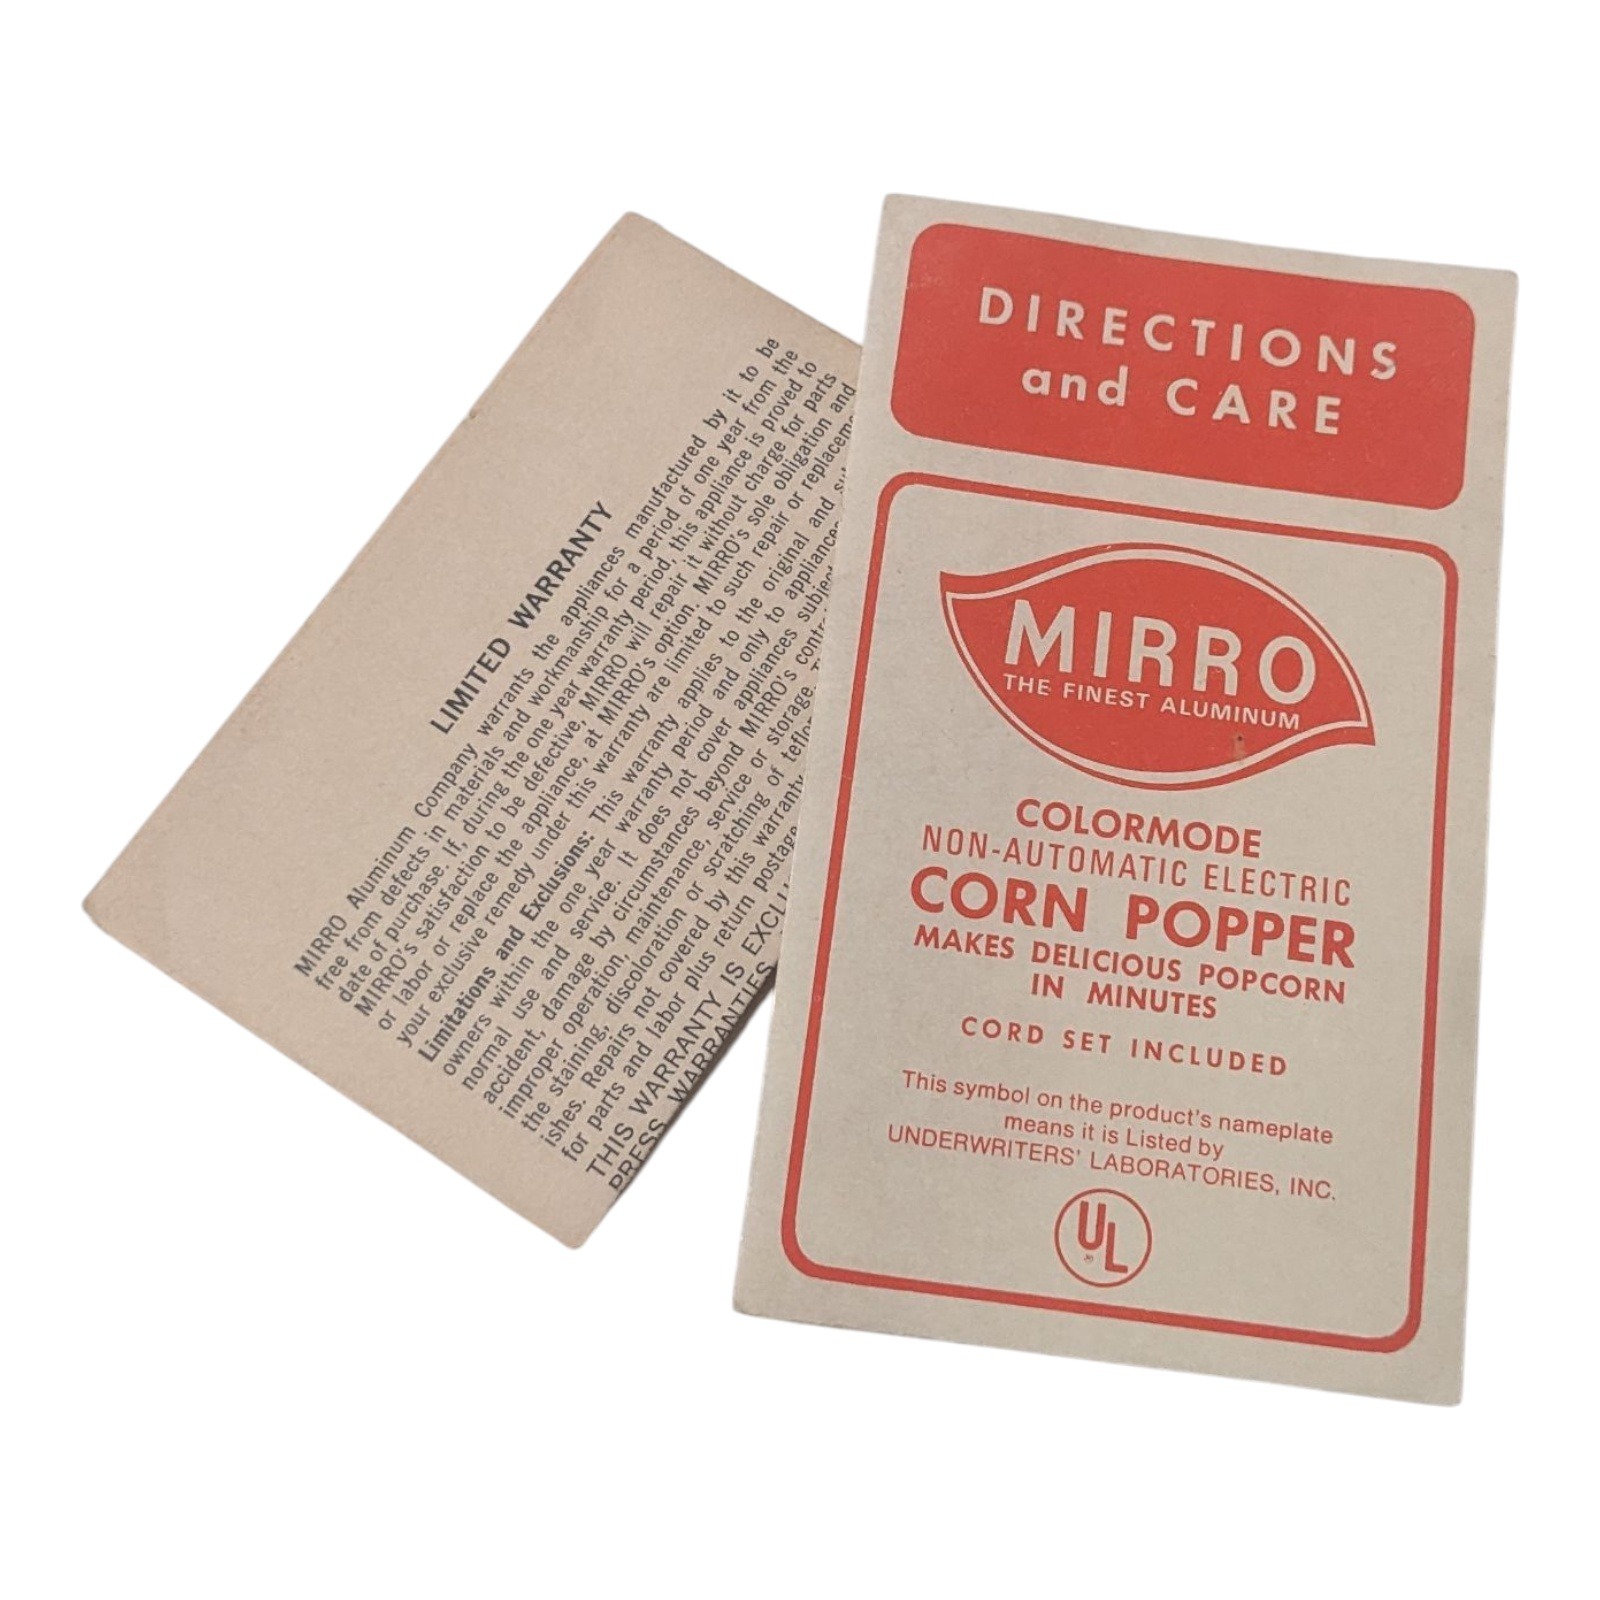 LIMITED WARRANTY
MIRRO Aluminum Company warrants the appliances manufactured by it to be
free from defects in materials and workmanship for a period of one year from the
date of purchase. If, during the one year warranty period, this appliance is proved to
MIRRO's satisfaction to be defective, MIRRO will repair it without charge for parts
or labor or replace the appliance, at MIRRO's option. MIRRO's sole obligation and
your exclusive remedy under this warranty are limited to such repair or
Limitations and Exclusions: This warranty applies to the original and
owners within the one year warranty period and only to appliances
normal use and service. It does not cover appliances
accident, damage by circumstances beyond MIRRO's
improper operation, maintenance, service or storage.
the staining, discoloration or scratching of
ishes. Repairs not covered by this warranty
for parts and labor plus return postage
THIS WARRANTY IS
PRESS WARRANTIES
DIRECTIONS
and CARE
MIRRO
THE FINEST ALUMINUM
COLORMODE
NON-AUTOMATIC ELECTRIC
CORN POPPER
MAKES DELICIOUS POPCORN
IN MINUTES
CORD SET INCLUDED
This symbol on the product's nameplate
means it is Listed by
UNDERWRITERS' LABORATORIES, INC.
UL
®